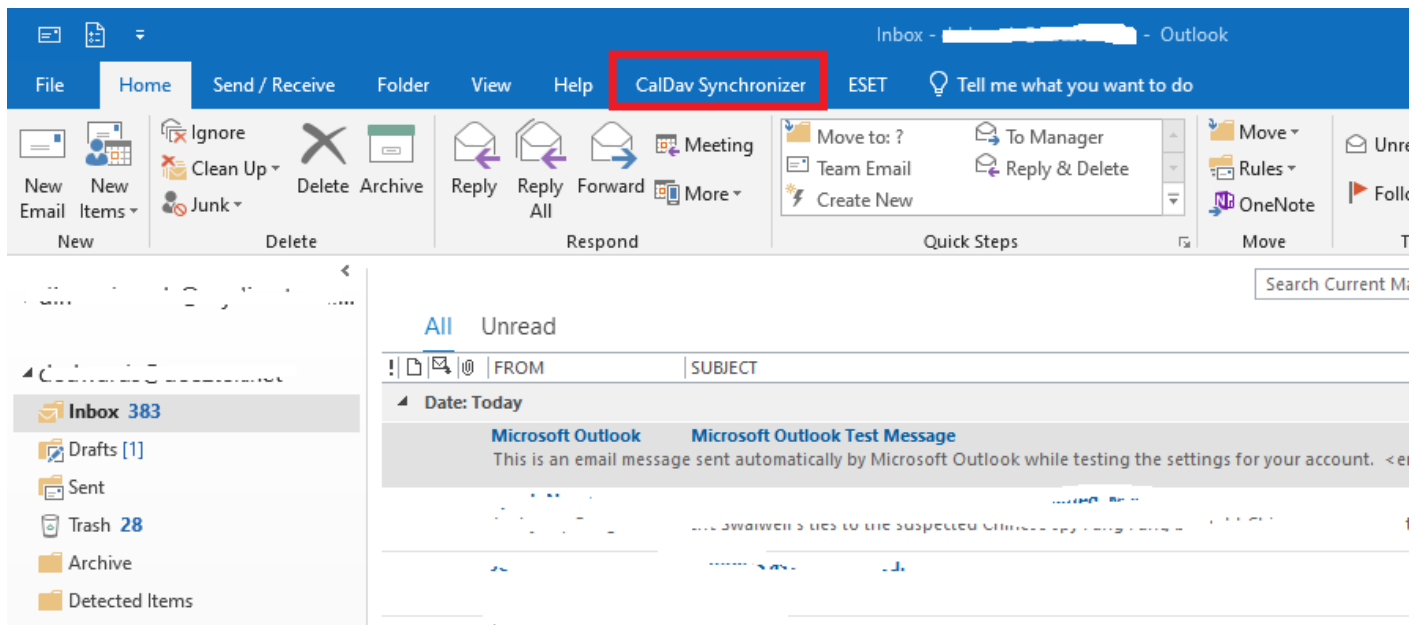 Inbox - - Outlook
File Home Send / Receive Folder View Help CalDav Synchronizer ESET Tell me what you want to do
Ignore
Clean Up
Junk
Delete
Archive
New Email
New Items
Reply
Reply All
Forward
Meeting
More
Move to: ?
Team Email
Create New
To Manager
Reply & Delete
Move
Rules
OneNote
New Delete Respond Quick Steps Move
Search Current
All Unread
! FROM SUBJECT
Inbox 383
Drafts [1]
Sent
Trash 28
Archive
Detected Items
Date: Today
Microsoft Outlook Microsoft Outlook Test Message
This is an email message sent automatically by Microsoft Outlook while testing the settings for your account.
ties to the suspected